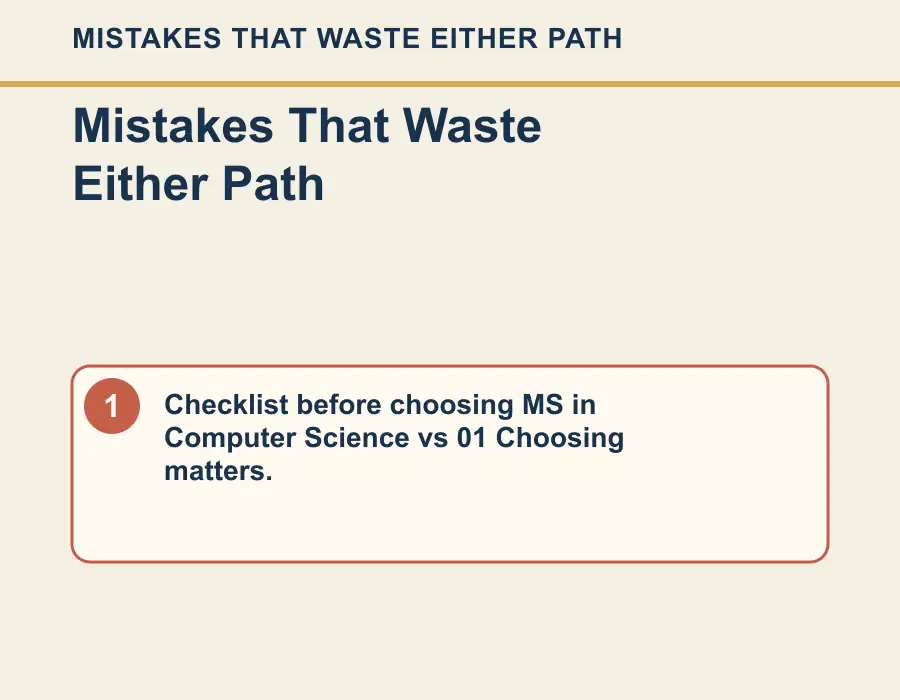 MISTAKES THAT WASTE EITHER PATH
Mistakes That Waste
Either Path
1
Checklist before choosing MS in
Computer Science vs 01 Choosing
matters.